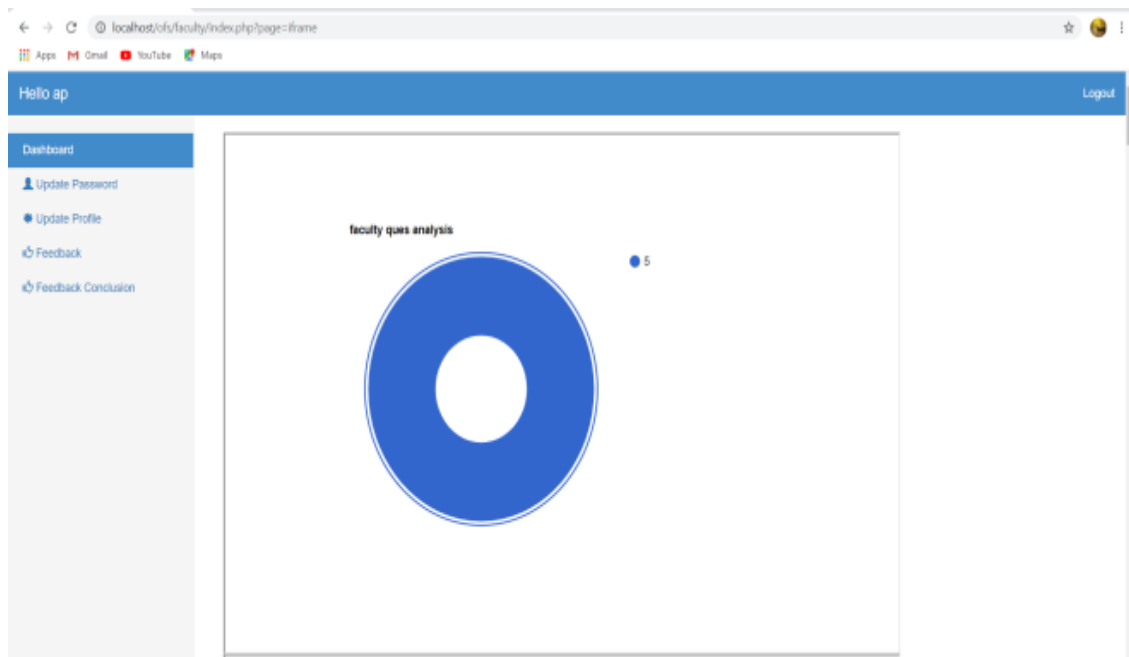 localhost/ofs/faculty/index.php?page=iframe
Apps Gmail YouTube Maps
Hello ap Logout
Dashboard
Update Password
Update Profile
Feedback
Feedback Conclusion
faculty ques analysis
5